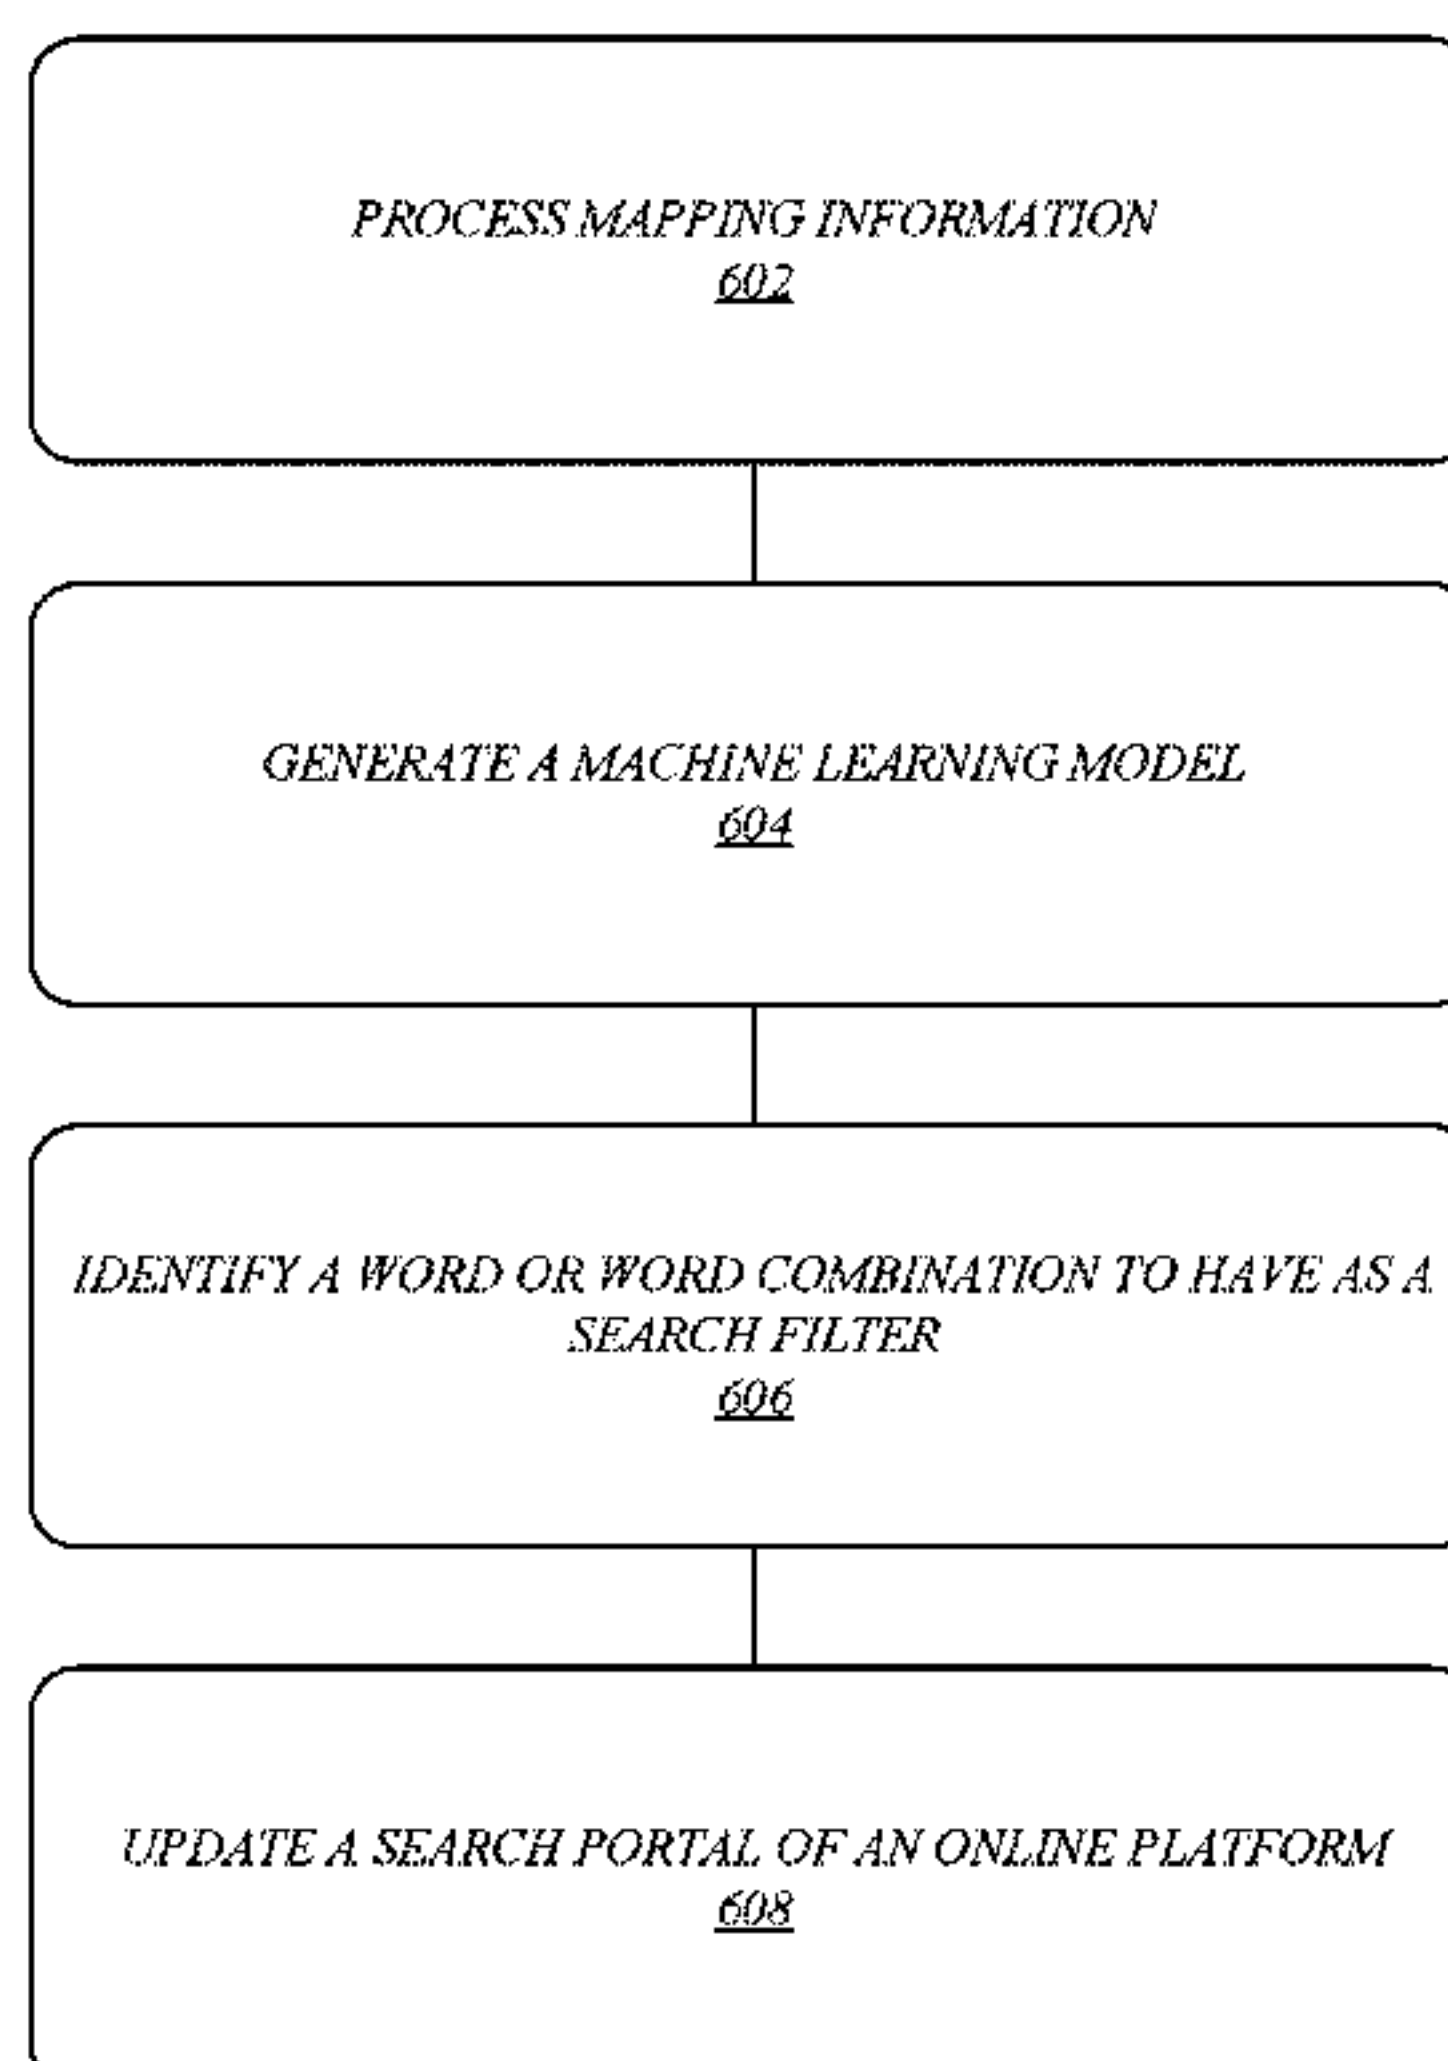 PROCESS MAPPING INFORMATION
602
GENERATE A MACHINE LEARNING MODEL
604
IDENTIFY A WORD OR WORD COMBINATION TO HAVE AS A
SEARCH FILTER
606
UPDATE A SEARCH PORTAL OF AN ONLINE PLATFORM
608